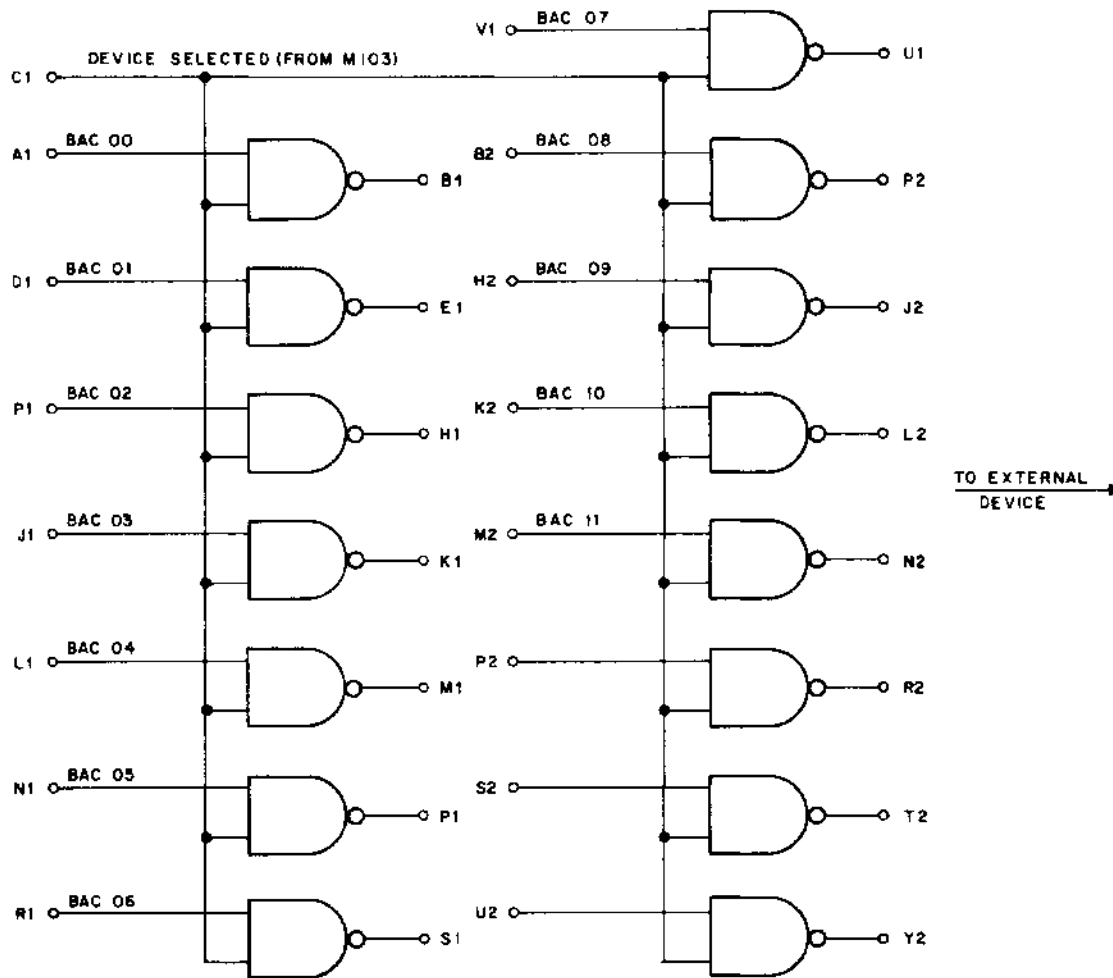 V1 BAC 07 U1
C1 DEVICE SELECTED (FROM M103)
A1 BAC 00 B1
B2 BAC 08 P2
D1 BAC 01 E1
H2 BAC 09 J2
P1 BAC 02 H1
K2 BAC 10 L2
J1 BAC 03 K1
M2 BAC 11 N2
L1 BAC 04 M1
P2 R2
N1 BAC 05 P1
S2 T2
R1 BAC 06 S1
U2 Y2
TO EXTERNAL
DEVICE